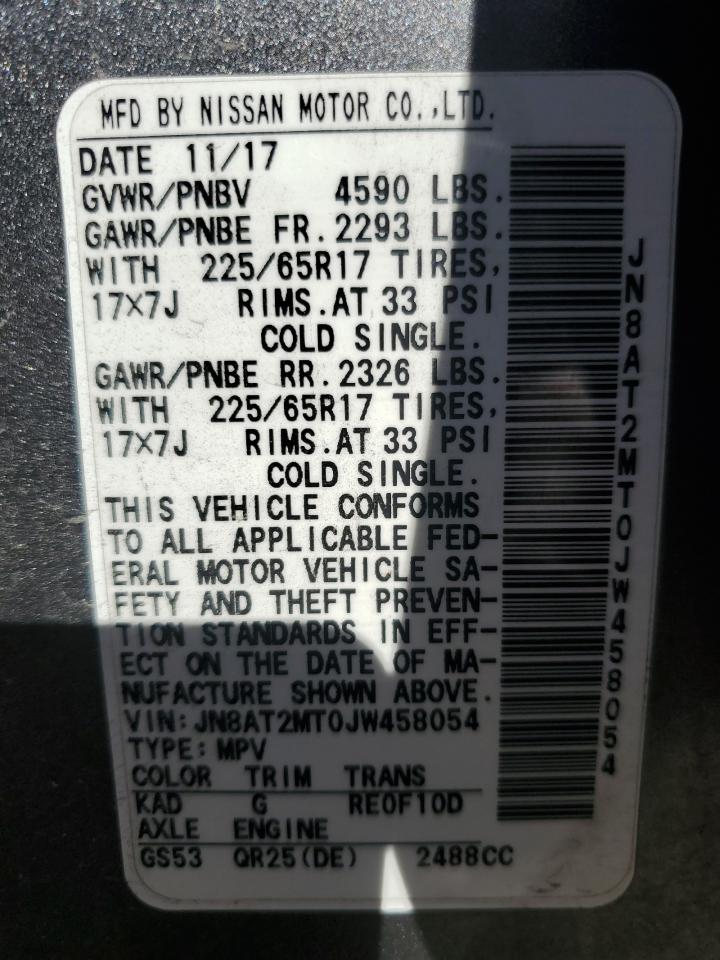 MFD BY NISSAN MOTOR CO.,LTD.
DATE 11/17
GVWR/PNBV 4590 LBS.
GAWR/PNBE FR. 2293 LBS.
WITH 225/65R17 TIRES,
17×7J RIMS.AT 33 PSI
COLD SINGLE.
GAWR/PNBE RR. 2326 LBS.
WITH 225/65R17 TIRES,
17×7J RIMS.AT 33 PSI
COLD SINGLE.
THIS VEHICLE CONFORMS
TO ALL APPLICABLE FED-
ERAL MOTOR VEHICLE SA-
FETY AND THEFT PREVEN-
TION STANDARDS IN EFF-
ECT ON THE DATE OF MA-
NUFACTURE SHOWN ABOVE.
VIN:JN8AT2MT0JW458054
TYPE:MPV
COLOR TRIM TRANS
KAD G RE0F10D
AXLE ENGINE
GS53 QR25(DE) 2488CC
JN8AT2MT0JW458054